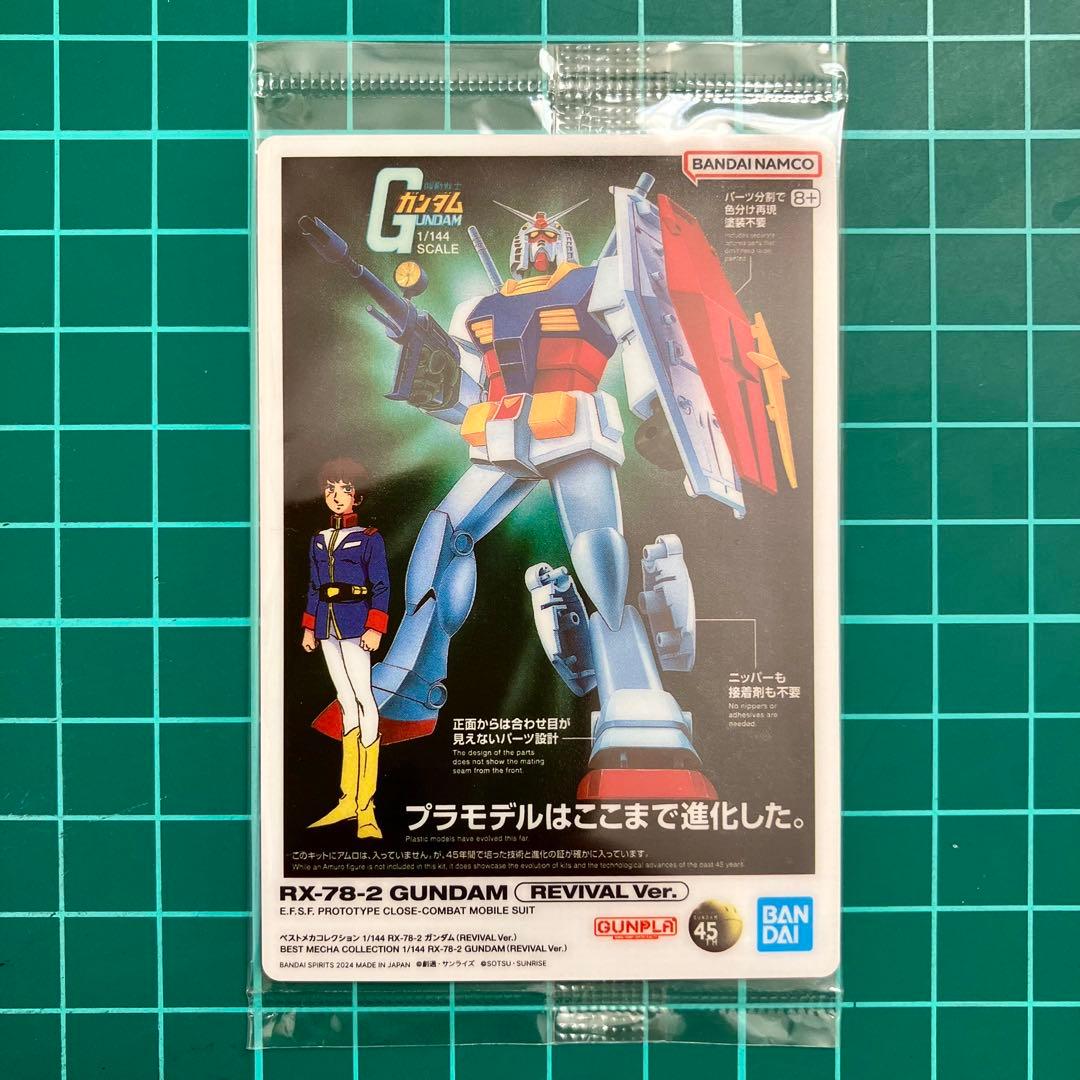 BANDAI NAMCO
機動戦士
ガンダム
GUNDAM
1/144
SCALE
パーツ分割で
色分け再現
塗装不要
8+
ニッパーも
接着剤も不要
No nippers or
adhesives are
needed.
正面からは合わせ目が
見えないパーツ設計
The design of the parts
does not show the mating
seam from the front.
プラモデルはここまで進化した。
Plastic models have evolved this far.
このキットにアムロは、入っていません。が、45年間で培った技術と進化の証が確かに入っています。
While an Amuro figure is not included in this kit, it does showcase the evolution of kits and the technological advances of the past 45 years.
RX-78-2 GUNDAM REVIVAL Ver.
E.F.S.F. PROTOTYPE CLOSE-COMBAT MOBILE SUIT
ベストメカコレクション 1/144 RX-78-2 ガンダム(REVIVAL Ver.)
BEST MECHA COLLECTION 1/144 RX-78-2 GUNDAM(REVIVAL Ver.)
BANDAI SPIRITS 2024 MADE IN JAPAN ©創通・サンライズ ©SOTSU・SUNRISE
GUNPLA
GUNDAM
45
TH
BAN
DAI